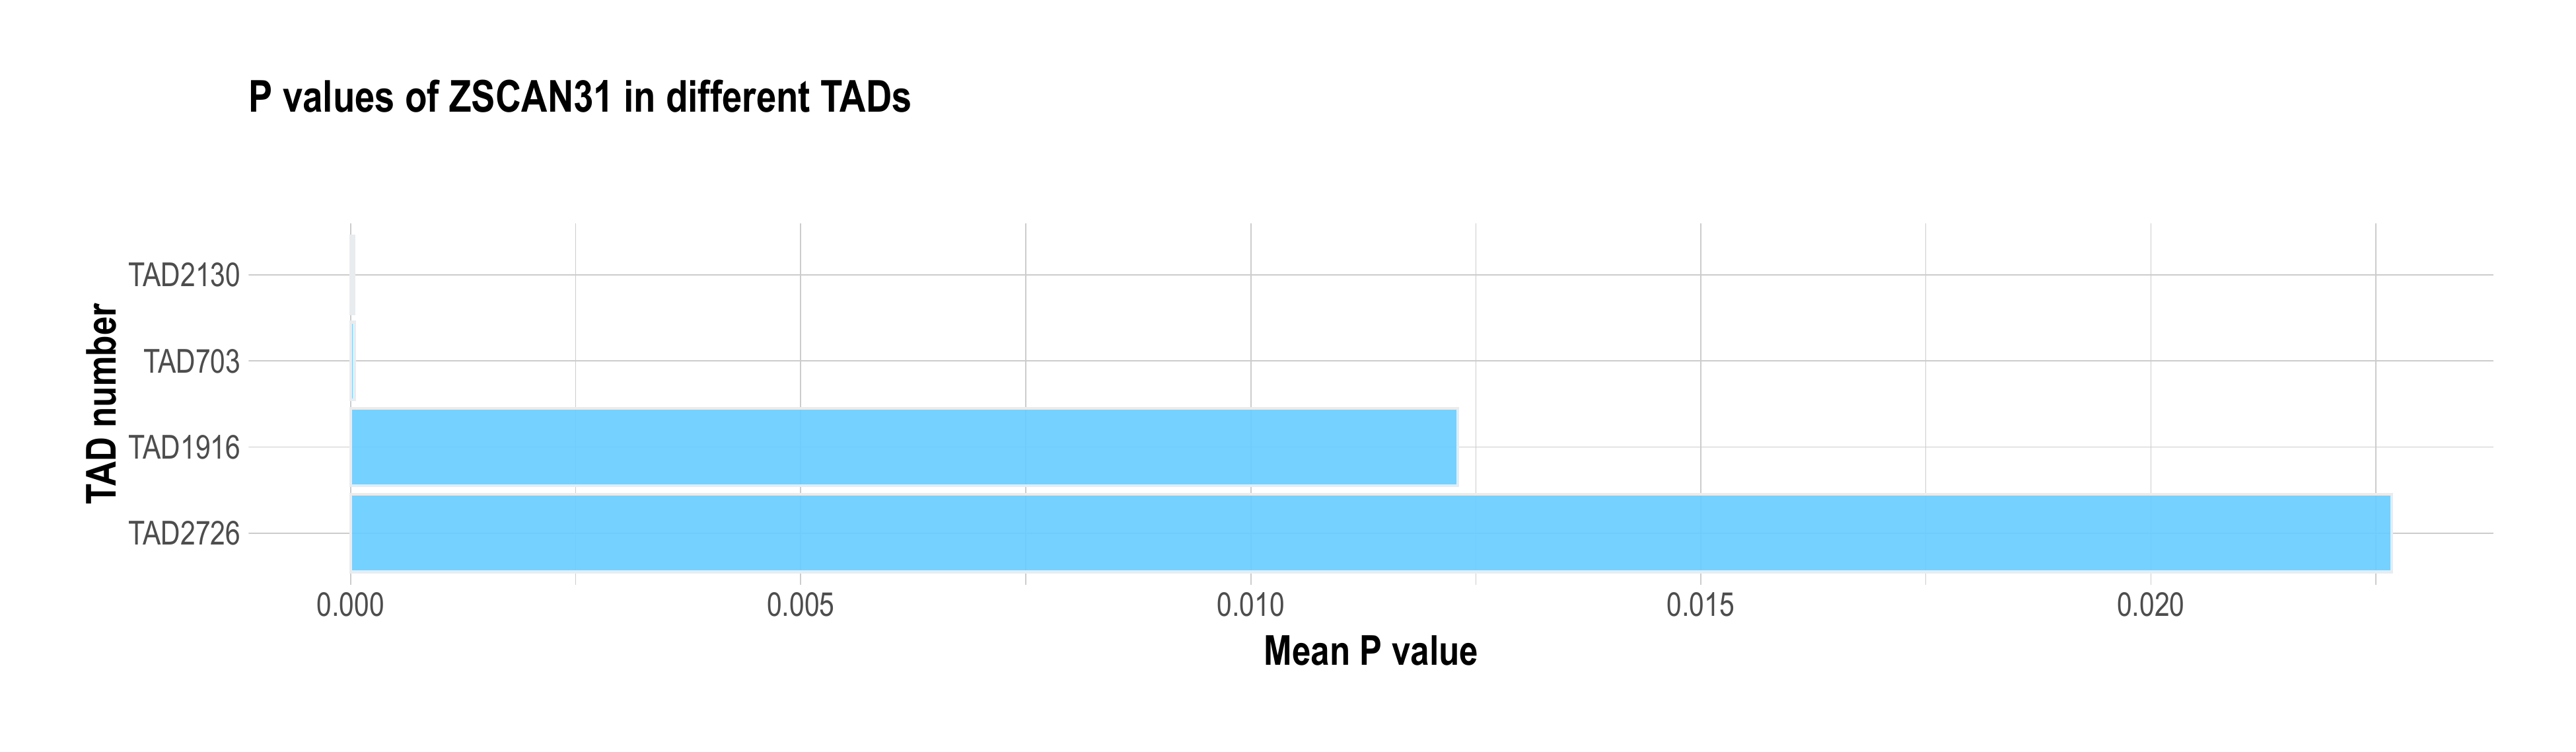 P values of ZSCAN31 in different TADs
TAD number
TAD2130
TAD703
TAD1916
TAD2726
0.000 0.005 0.010 0.015 0.020
Mean P value